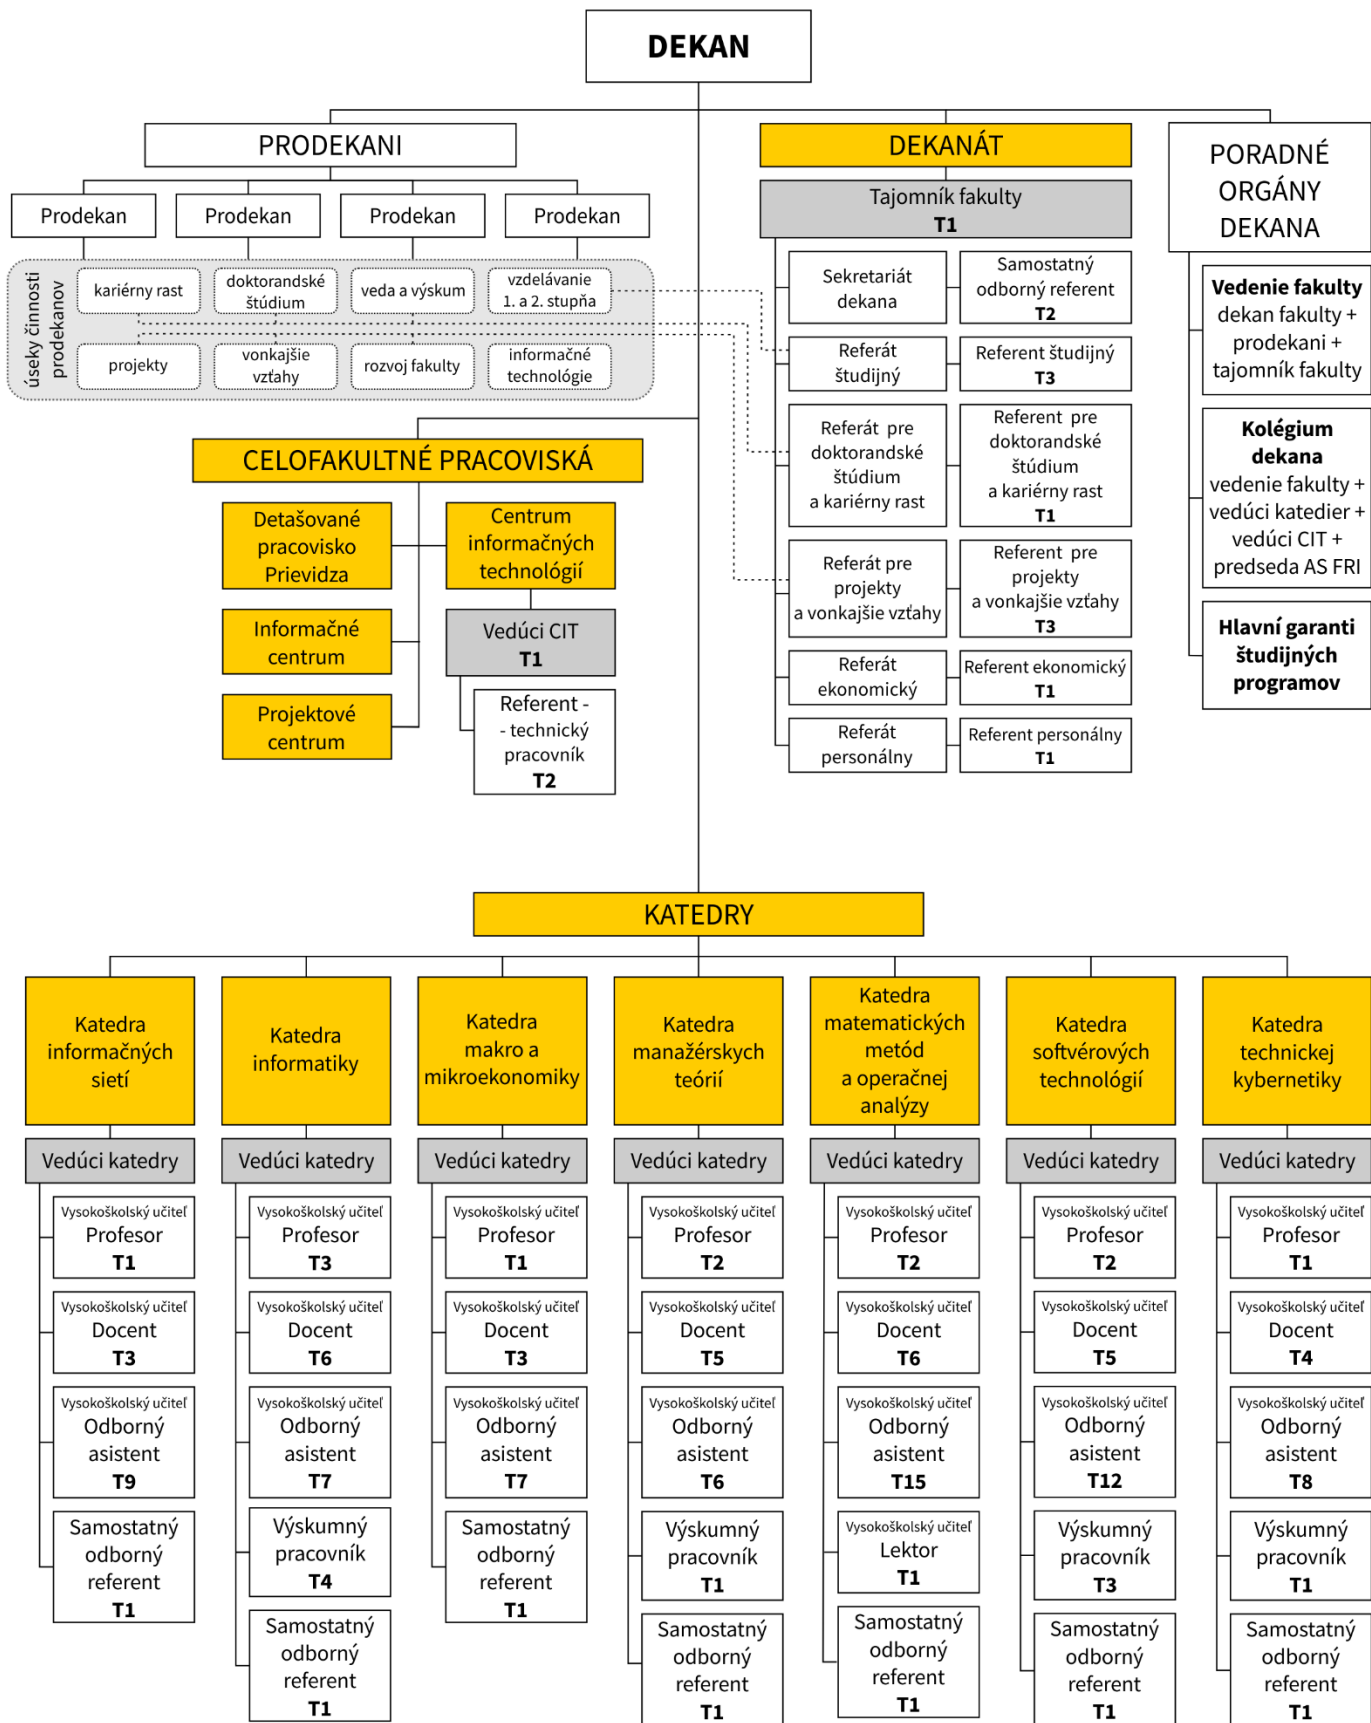 DEKAN
PRODEKANI
Prodekan
Prodekan
Prodekan
Prodekan
úseky činnosti
prodekanov
kariérny rast
doktorandské
štúdium
veda a výskum
vzdelávanie
1. a 2. stupňa
projekty
vonkajšie
vzťahy
rozvoj fakulty
informačné
technológie
DEKANÁT
Tajomník fakulty
T1
Sekretariát
dekana
Samostatný
odborný referent
T2
Referát
študijný
Referent študijný
T3
Referát pre
doktorandské
štúdium
a kariérny rast
Referent pre
doktorandské
štúdium
a kariérny rast
T1
Referát pre
projekty
a vonkajšie vzťahy
Referent pre
projekty
a vonkajšie vzťahy
T3
Referát
ekonomický
Referent ekonomický
T1
Referát
personálny
Referent personálny
T1
PORADNÉ
ORGÁNY
DEKANA
Vedenie fakulty
dekan fakulty +
prodekani +
tajomník fakulty
Kolégium
dekana
vedenie fakulty +
vedúci katedier +
vedúci CIT +
predseda AS FRI
Hlavní garanti
študijných
programov
CELOFAKULTNÉ PRACOVISKÁ
Detašované
pracovisko
Prievidza
Centrum
informačných
technológií
Informačné
centrum
Vedúci CIT
T1
Projektové
centrum
Referent -
- technický
pracovník
T2
KATEDRY
Katedra
informačných
sietí
Vedúci katedry
Vysokoškolský učiteľ
Profesor
T1
Vysokoškolský učiteľ
Docent
T3
Vysokoškolský učiteľ
Odborný
asistent
T9
Samostatný
odborný
referent
T1
Katedra
informatiky
Vedúci katedry
Vysokoškolský učiteľ
Profesor
T3
Vysokoškolský učiteľ
Docent
T6
Vysokoškolský učiteľ
Odborný
asistent
T7
Výskumný
pracovník
T4
Samostatný
odborný
referent
T1
Katedra
makro a
mikroekonomiky
Vedúci katedry
Vysokoškolský učiteľ
Profesor
T1
Vysokoškolský učiteľ
Docent
T3
Vysokoškolský učiteľ
Odborný
asistent
T7
Samostatný
odborný
referent
T1
Katedra
manažérskych
teórií
Vedúci katedry
Vysokoškolský učiteľ
Profesor
T2
Vysokoškolský učiteľ
Docent
T5
Vysokoškolský učiteľ
Odborný
asistent
T6
Výskumný
pracovník
T1
Samostatný
odborný
referent
T1
Katedra
matematických
metód
a operačnej
analýzy
Vedúci katedry
Vysokoškolský učiteľ
Profesor
T2
Vysokoškolský učiteľ
Docent
T6
Vysokoškolský učiteľ
Odborný
asistent
T15
Vysokoškolský učiteľ
Lektor
T1
Samostatný
odborný
referent
T1
Katedra
softvérových
technológií
Vedúci katedry
Vysokoškolský učiteľ
Profesor
T2
Vysokoškolský učiteľ
Docent
T5
Vysokoškolský učiteľ
Odborný
asistent
T12
Výskumný
pracovník
T3
Samostatný
odborný
referent
T1
Katedra
technickej
kybernetiky
Vedúci katedry
Vysokoškolský učiteľ
Profesor
T1
Vysokoškolský učiteľ
Docent
T4
Vysokoškolský učiteľ
Odborný
asistent
T8
Výskumný
pracovník
T1
Samostatný
odborný
referent
T1